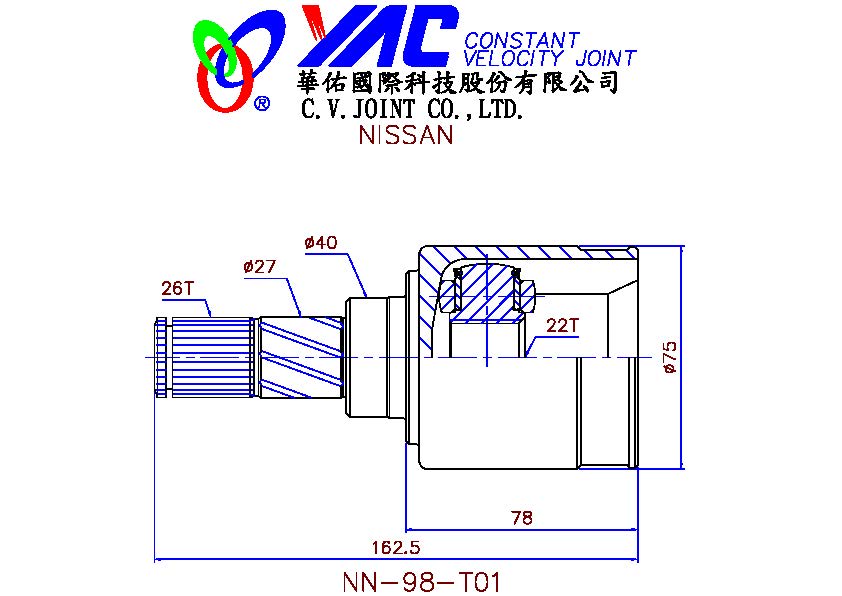 YAC CONSTANT
VELOCITY JOINT
®
華佑國際科技股份有限公司
C.V.JOINT CO.,LTD.
NISSAN
ø40
ø27
26T
22T
ø75
78
162.5
NN-98-T01